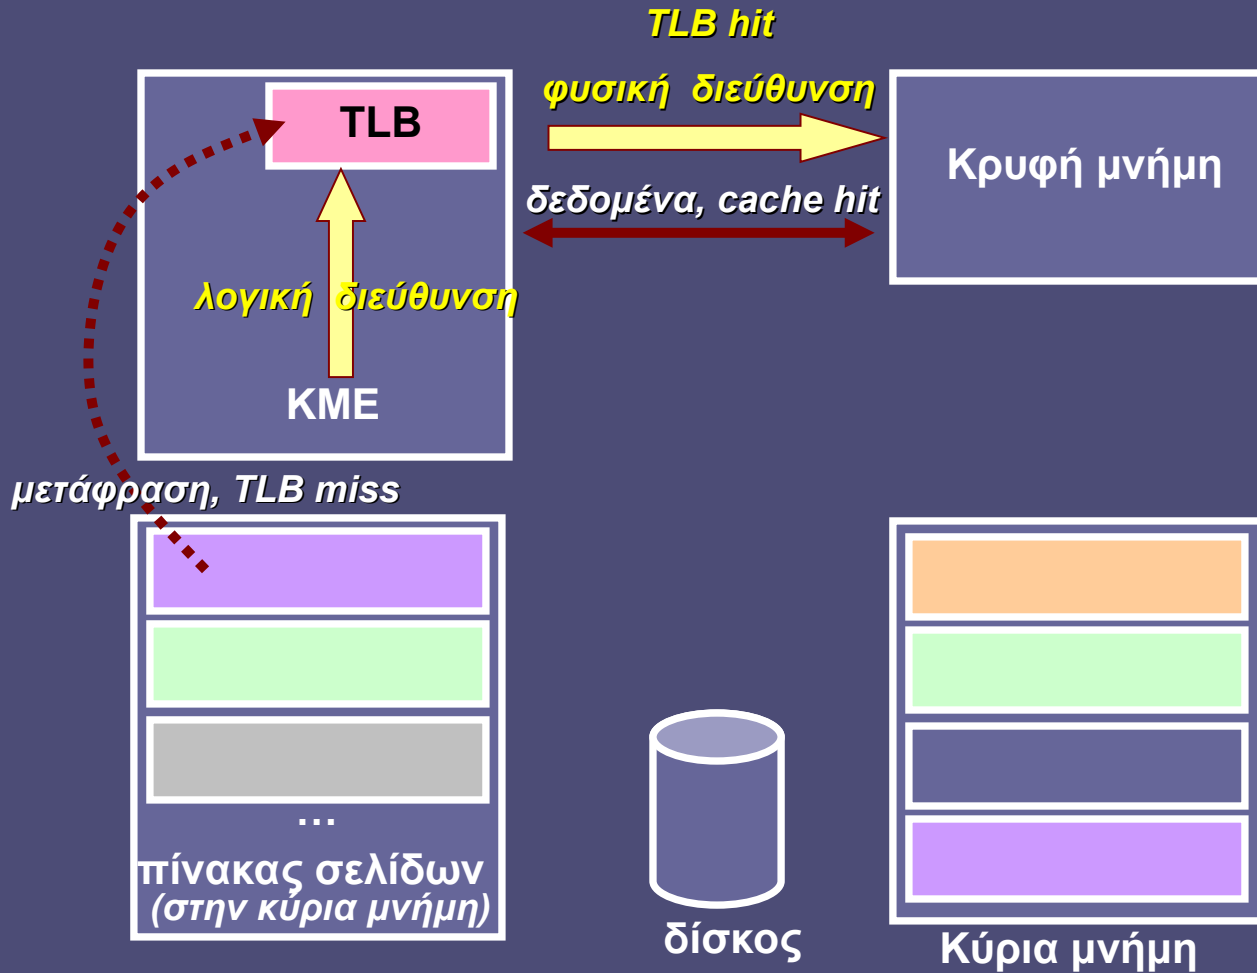 TLB hit
φυσική διεύθυνση
TLB
Κρυφή μνήμη
δεδομένα, cache hit
λογική διεύθυνση
ΚΜΕ
μετάφραση, TLB miss
…
πίνακας σελίδων
(στην κύρια μνήμη)
δίσκος
Κύρια μνήμη